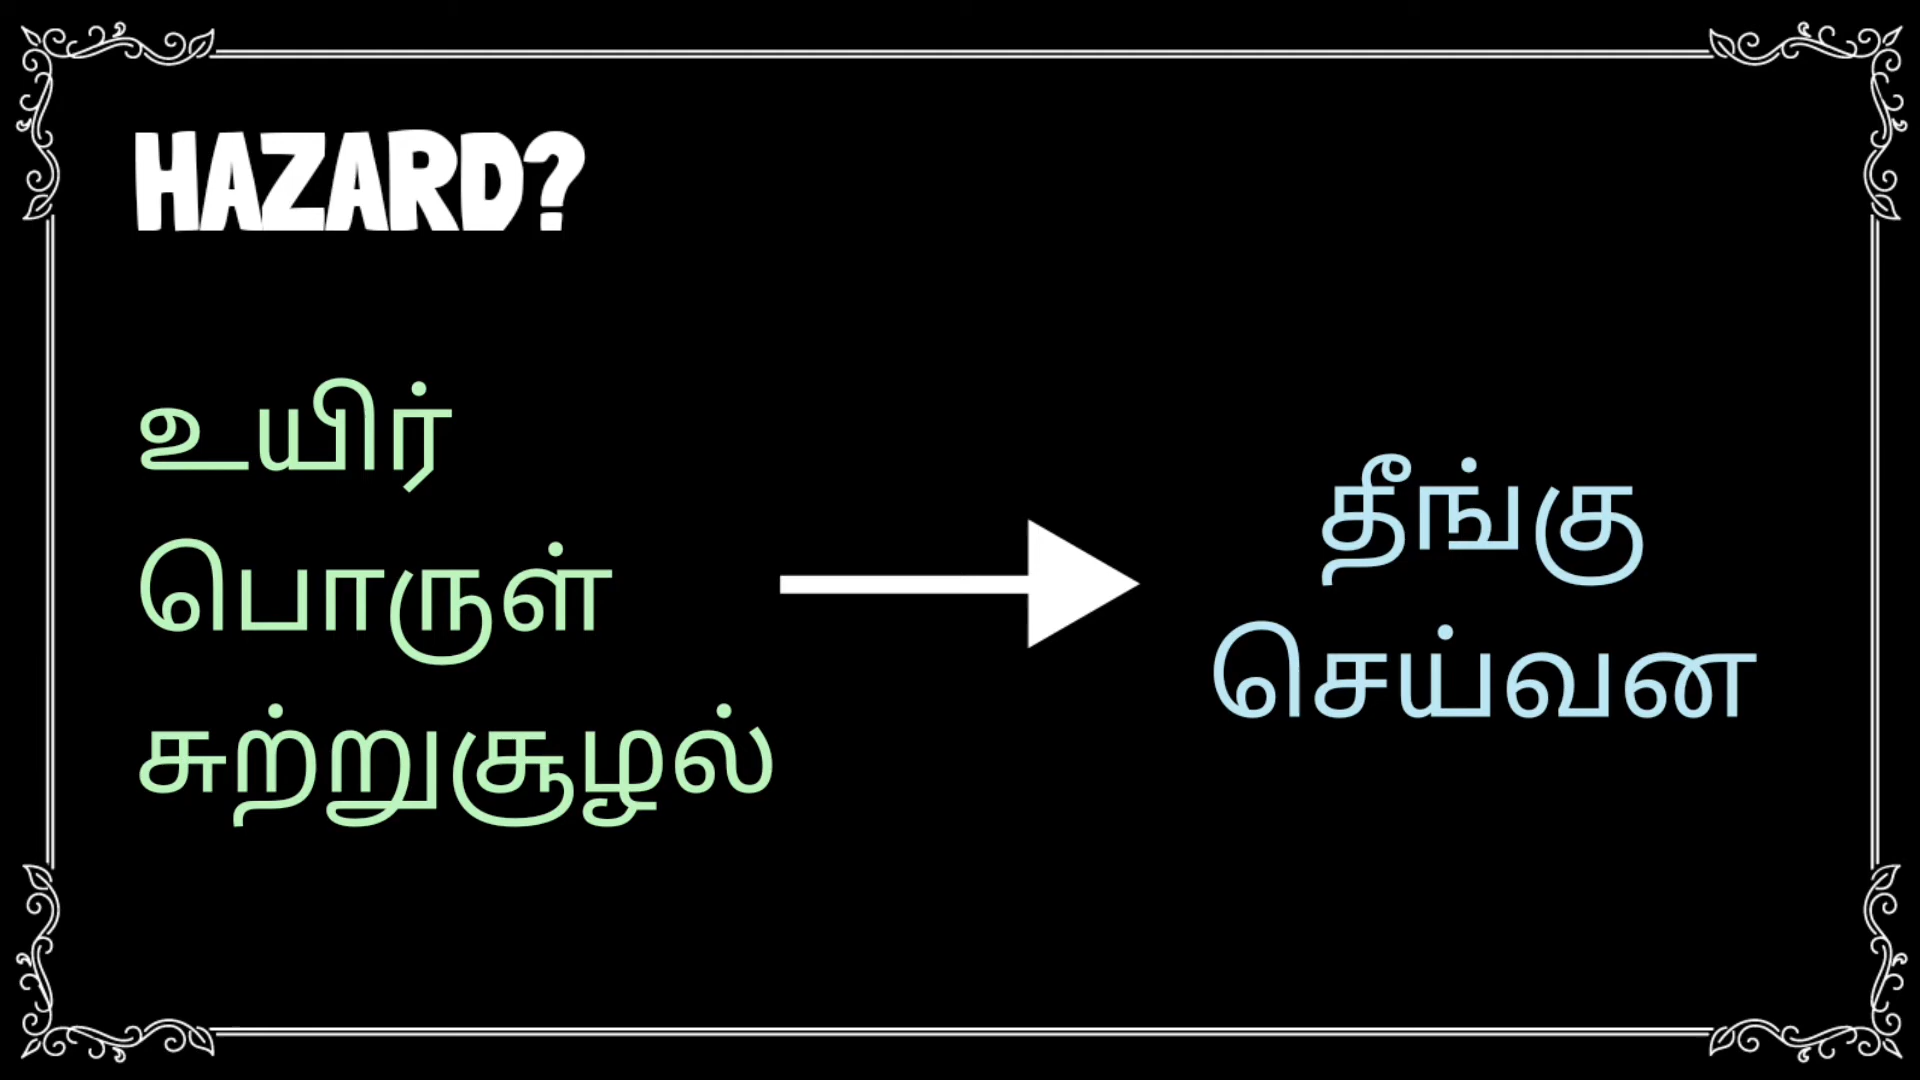 HAZARD?
உயிர்
பொருள்
சுற்றுசூழல்
தீங்கு
செய்வன